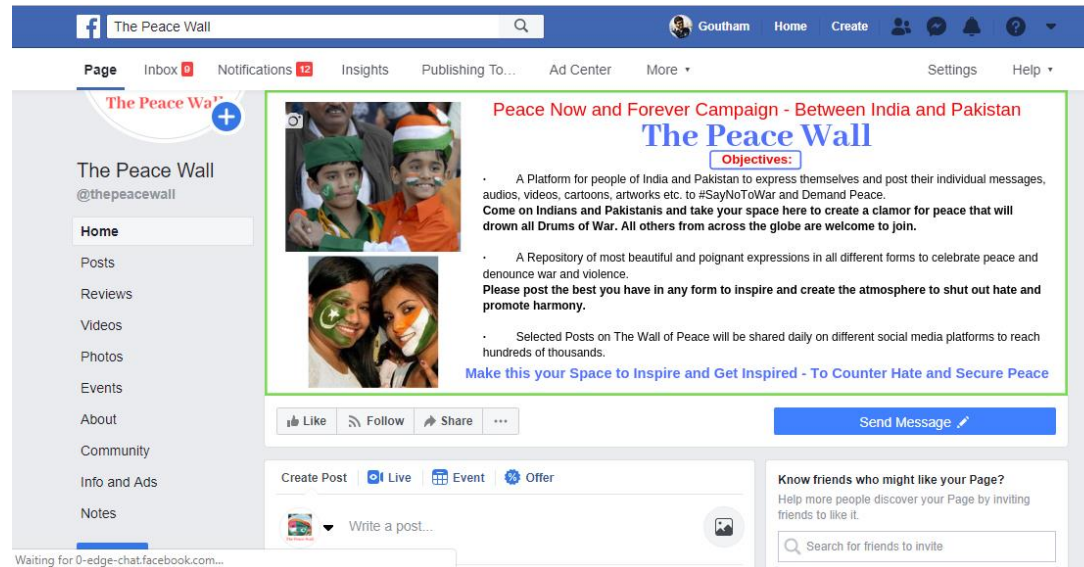 The Peace Wall
Goutham Home Create
Page Inbox 9 Notifications 12 Insights Publishing To... Ad Center More Settings Help
The Peace Wall
The Peace Wall
@thepeacewall
Home
Posts
Reviews
Videos
Photos
Events
About
Community
Info and Ads
Notes
Peace Now and Forever Campaign - Between India and Pakistan
The Peace Wall
Objectives:
· A Platform for people of India and Pakistan to express themselves and post their individual messages,
audios, videos, cartoons, artworks etc. to #SayNoToWar and Demand Peace.
Come on Indians and Pakistanis and take your space here to create a clamor for peace that will
drown all Drums of War. All others from across the globe are welcome to join.
· A Repository of most beautiful and poignant expressions in all different forms to celebrate peace and
denounce war and violence.
Please post the best you have in any form to inspire and create the atmosphere to shut out hate and
promote harmony.
· Selected Posts on The Wall of Peace will be shared daily on different social media platforms to reach
hundreds of thousands.
Make this your Space to Inspire and Get Inspired - To Counter Hate and Secure Peace
Like Follow Share ...
Send Message
Create Post Live Event Offer
Write a post...
Know friends who might like your Page?
Help more people discover your Page by inviting
friends to like it.
Search for friends to invite
Waiting for 0-edge-chat.facebook.com...